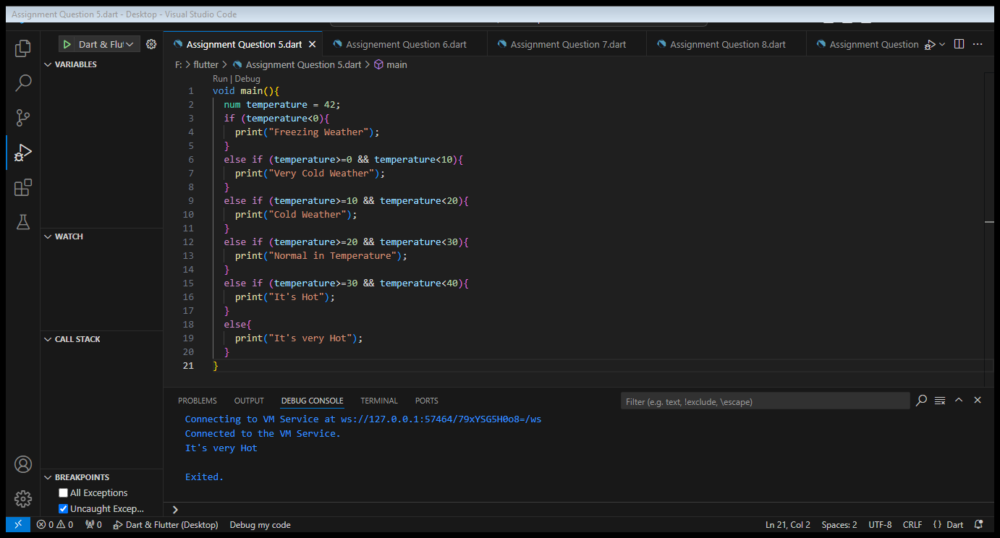 Assignment Question 5.dart - Desktop - Visual Studio Code
Dart & Flut
Assignment Question 5.dart
Assignement Question 6.dart
Assignment Question 7.dart
Assignment Question 8.dart
Assignment Question
VARIABLES
F: > flutter > Assignment Question 5.dart > main
Run | Debug
1 void main(){
2 num temperature = 42;
3 if (temperature<0){
4 print("Freezing Weather");
5 }
6 else if (temperature>=0 && temperature<10){
7 print("Very Cold Weather");
8 }
9 else if (temperature>=10 && temperature<20){
10 print("Cold Weather");
11 }
12 else if (temperature>=20 && temperature<30){
13 print("Normal in Temperature");
14 }
15 else if (temperature>=30 && temperature<40){
16 print("It's Hot");
17 }
18 else{
19 print("It's very Hot");
20 }
21 }
WATCH
CALL STACK
BREAKPOINTS
All Exceptions
Uncaught Excep...
PROBLEMS OUTPUT DEBUG CONSOLE TERMINAL PORTS
Filter (e.g. text, !exclude, \escape)
Connecting to VM Service at ws://127.0.0.1:57464/79xYSG5H0o8=/ws
Connected to the VM Service.
It's very Hot
Exited.
>
0 0 0 Dart & Flutter (Desktop) Debug my code
Ln 21, Col 2 Spaces: 2 UTF-8 CRLF {} Dart